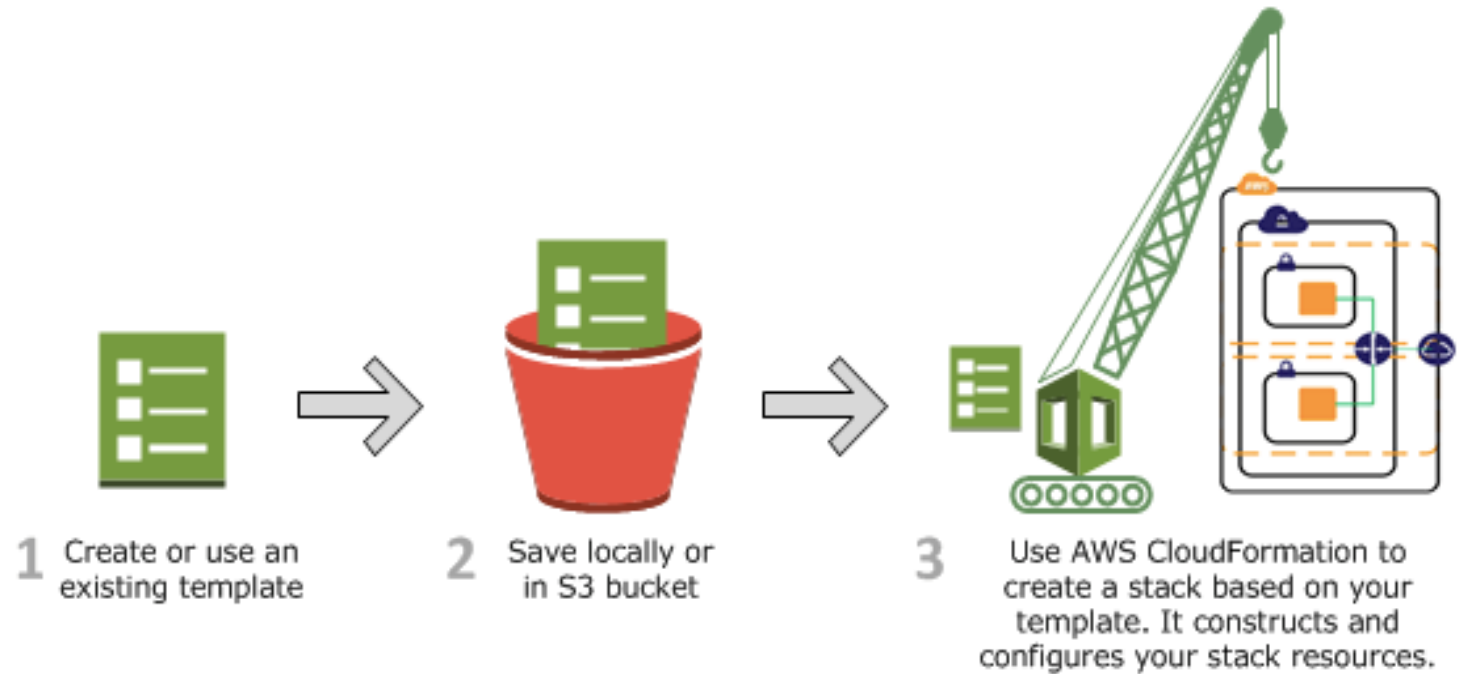 aws
1
Create or use an
existing template
2
Save locally or
in S3 bucket
3
Use AWS CloudFormation to
create a stack based on your
template. It constructs and
configures your stack resources.